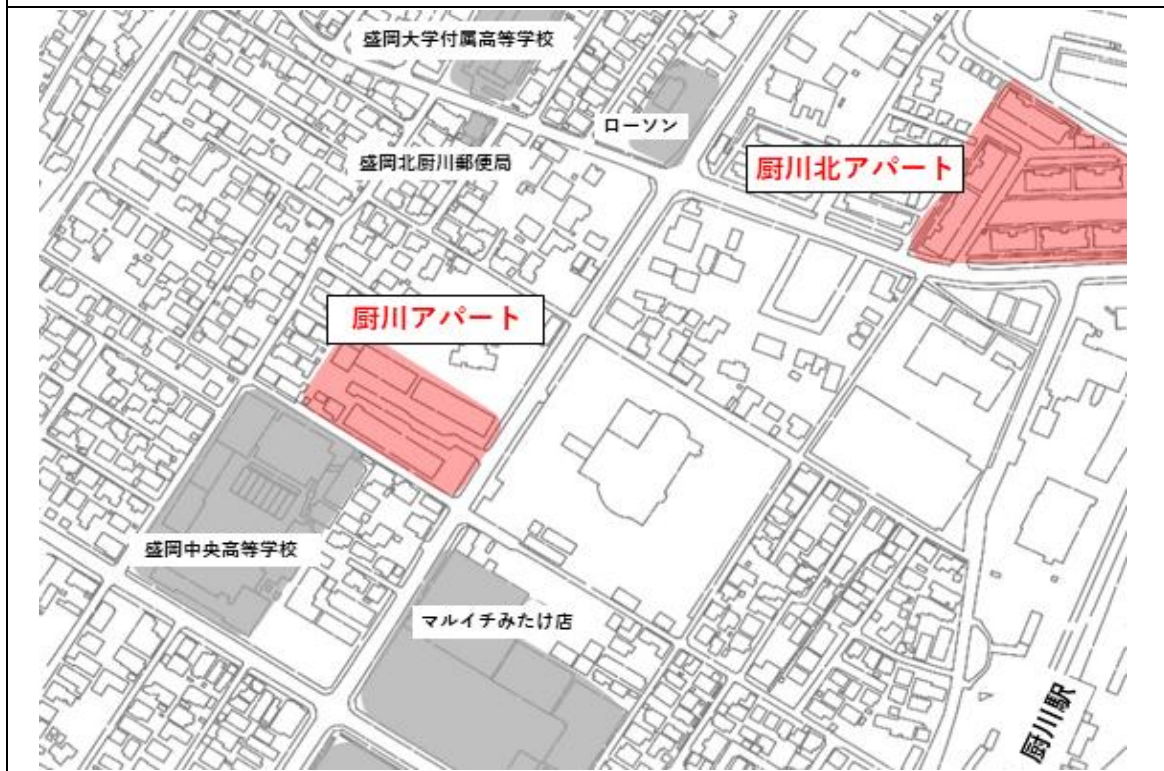 盛岡大学付属高等学校
ローソン
盛岡北厨川郵便局
厨川北アパート
厨川アパート
盛岡中央高等学校
マルイチみたけ店
厨川駅